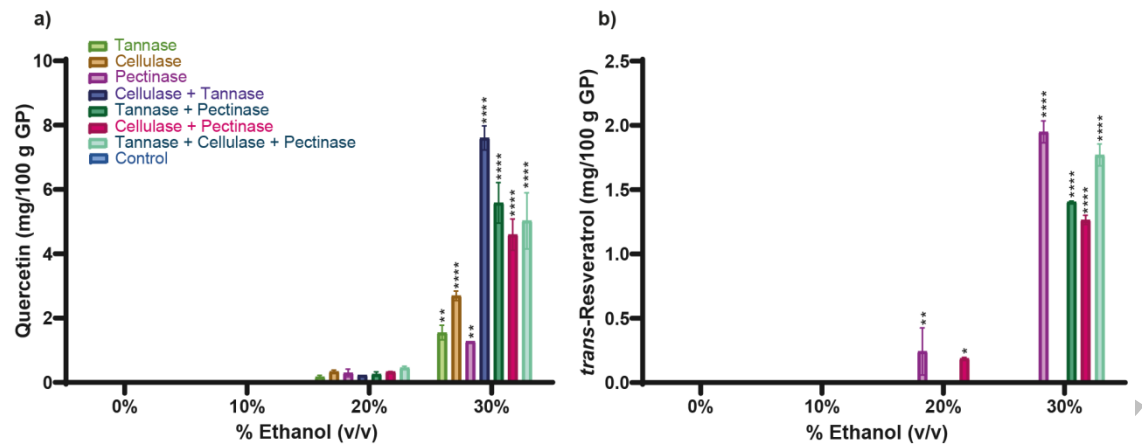 a)
Tannase
Cellulase
Pectinase
Cellulase + Tannase
Tannase + Pectinase
Cellulase + Pectinase
Tannase + Cellulase + Pectinase
Control
Quercetin (mg/100 g GP)
10
8
6
4
2
0
**
****
**
****
****
****
****
0%
10%
20%
30%
% Ethanol (v/v)
b)
trans-Resveratrol (mg/100 g GP)
2.5
2.0
1.5
1.0
0.5
0.0
**
*
****
****
****
****
0%
10%
20%
30%
% Ethanol (v/v)